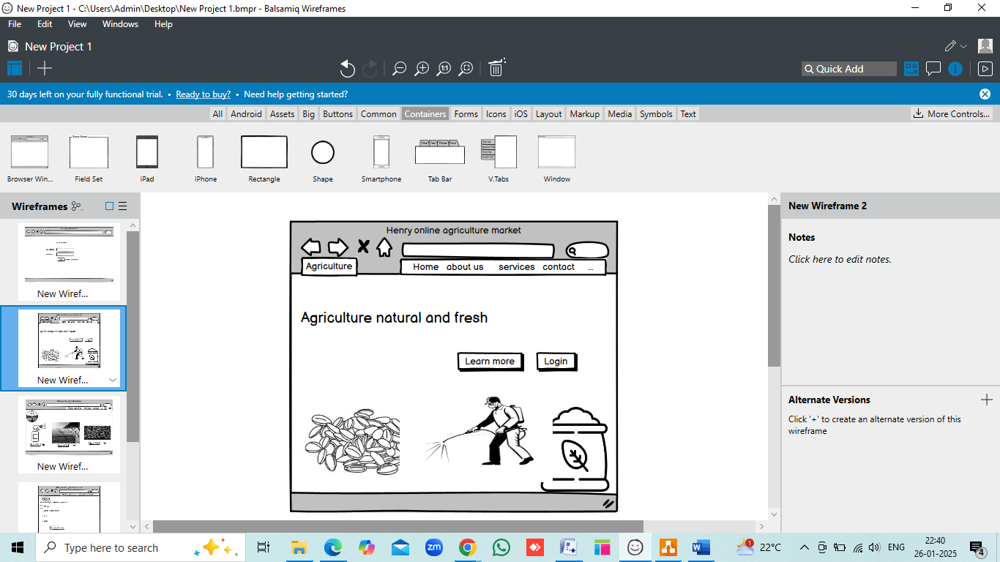 New Project 1 - C:\Users\Admin\Desktop\New Project 1.bmpr - Balsamiq Wireframes
File Edit View Windows Help
New Project 1
1:1
Quick Add
30 days left on your fully functional trial. • Ready to buy? • Need help getting started?
All Android Assets Big Buttons Common Containers Forms Icons iOS Layout Markup Media Symbols Text More Controls...
Browser Win... Field Set iPad iPhone Rectangle Shape Smartphone Tab Bar V.Tabs Window
Wireframes
New Wiref...
New Wiref...
New Wiref...
Henry online agriculture market
Agriculture
Home about us services contact ...
Agriculture natural and fresh
Learn more Login
New Wireframe 2
Notes
Click here to edit notes.
Alternate Versions
Click '+' to create an alternate version of this
wireframe
Type here to search
zm
W
1
22°C
ENG
22:40
26-01-2025
4